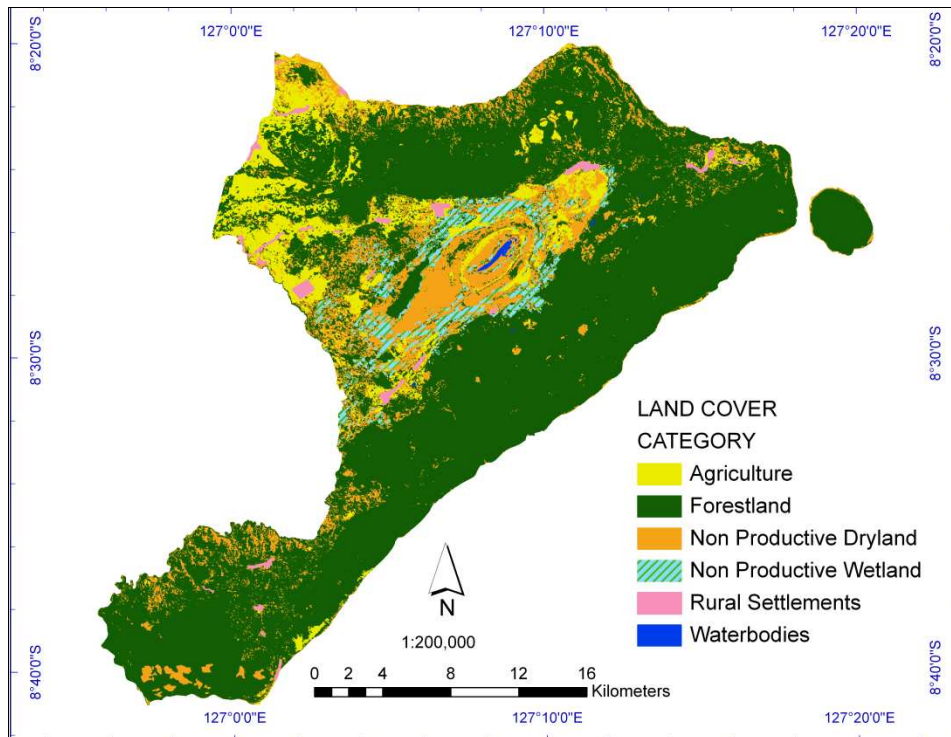 127°0'0"E 127°10'0"E 127°20'0"E
8°20'0"S 8°20'0"S
8°30'0"S 8°30'0"S
LAND COVER
CATEGORY
Agriculture
Forestland
Non Productive Dryland
Non Productive Wetland
Rural Settlements
Waterbodies
N
1:200,000
0 2 4 8 12 16
Kilometers
8°40'0"S 8°40'0"S
127°0'0"E 127°10'0"E 127°20'0"E